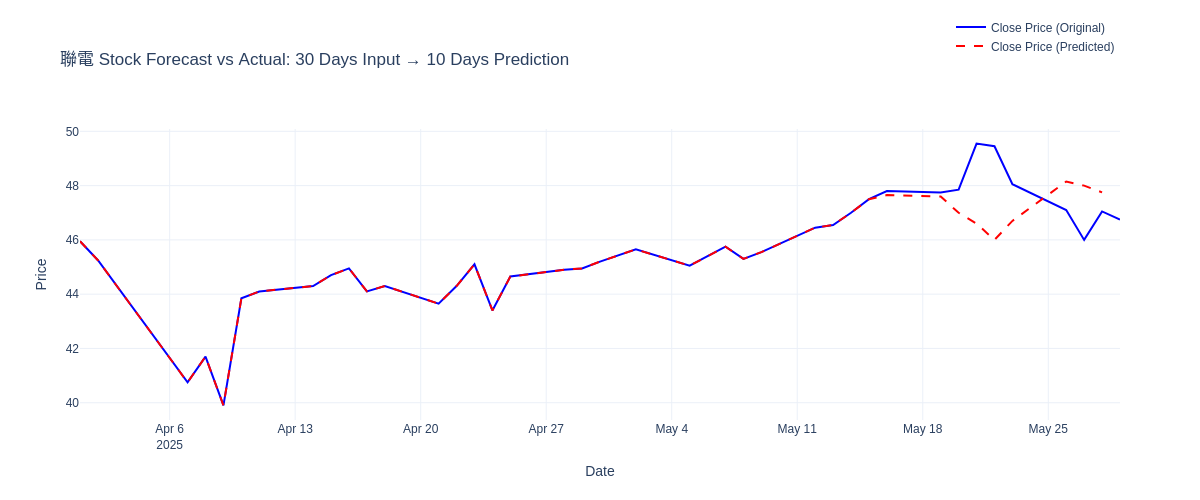 聯電 Stock Forecast vs Actual: 30 Days Input → 10 Days Prediction
Close Price (Original)
Close Price (Predicted)
Price
50
48
46
44
42
40
Apr 6
2025
Apr 13
Apr 20
Apr 27
May 4
May 11
May 18
May 25
Date